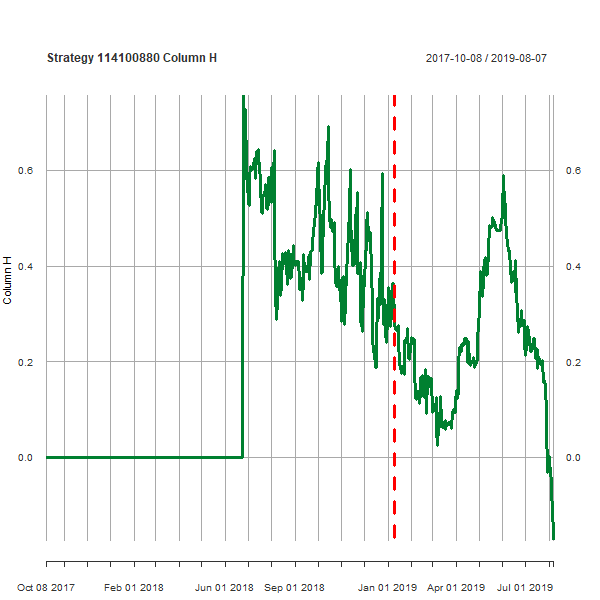 Strategy 114100880 Column H
2017-10-08 / 2019-08-07
0.6
0.6
0.4
0.4
Column H
0.2
0.2
0.0
0.0
Oct 08 2017
Feb 01 2018
Jun 01 2018
Sep 01 2018
Jan 01 2019
Apr 01 2019
Jul 01 2019